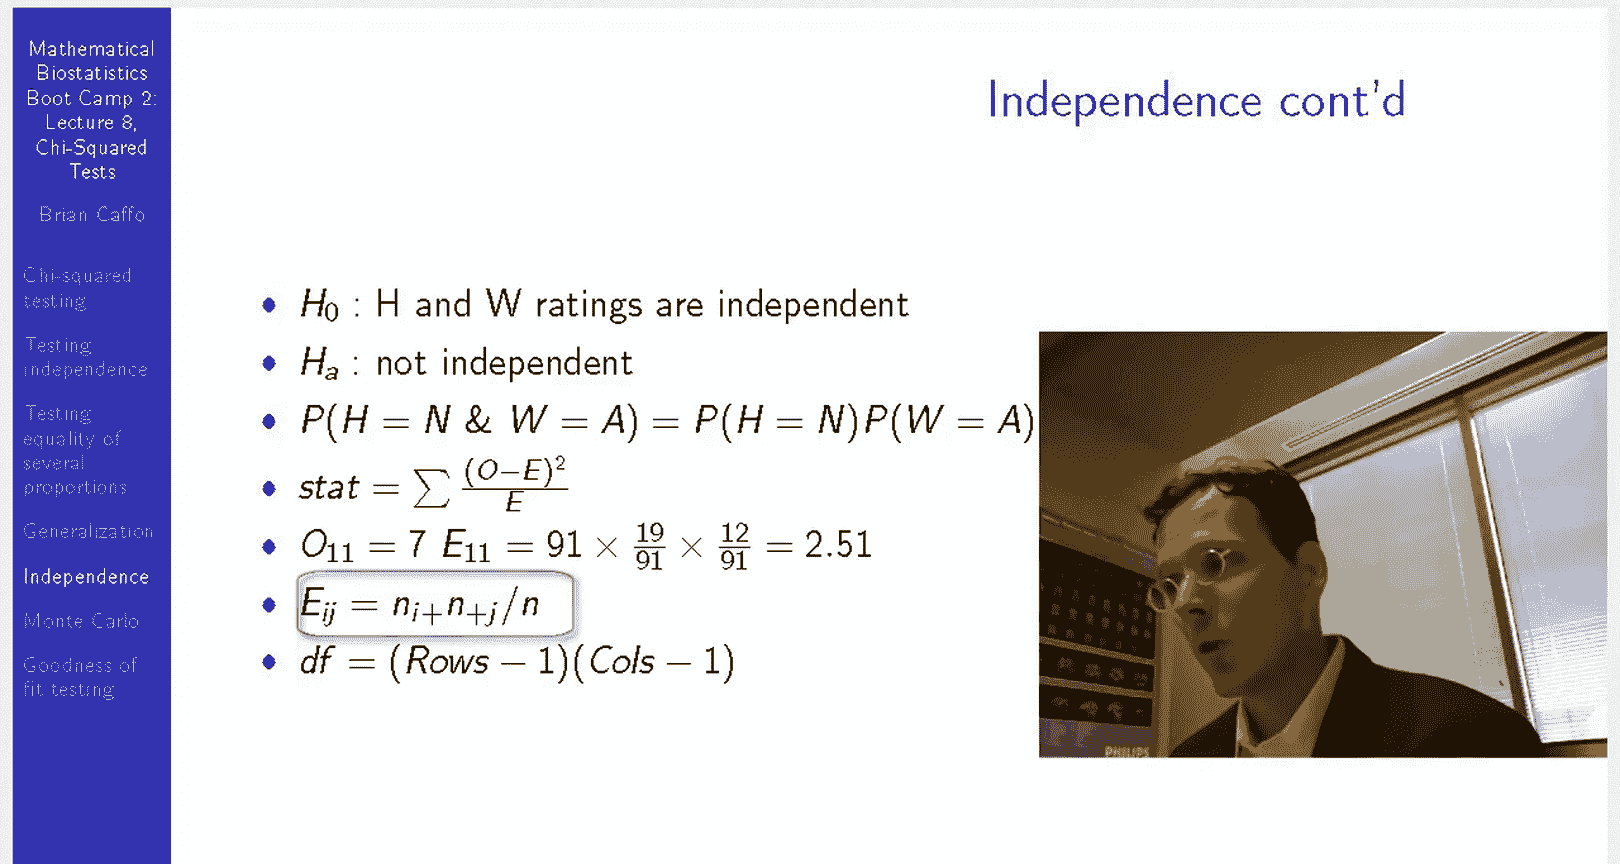 Mathematical
Biostatistics
Boot Camp 2:
Lecture 8,
Chi-Squared
Tests
Brian Caffo
Chi-squared
testing
Testing
independence
Testing
equality of
several
proportions
Generalization
Independence
Monte Carlo
Goodness of
fit testing
Independence cont'd
• H₀ : H and W ratings are independent
• Hₐ : not independent
• P(H = N & W = A) = P(H = N)P(W = A)
• stat = ∑ (O−E)²/E
• O₁₁ = 7 E₁₁ = 91 × 19/91 × 12/91 = 2.51
• Eᵢⱼ = nᵢ₊n₊ⱼ/n
• df = (Rows − 1)(Cols − 1)
PHILIPS